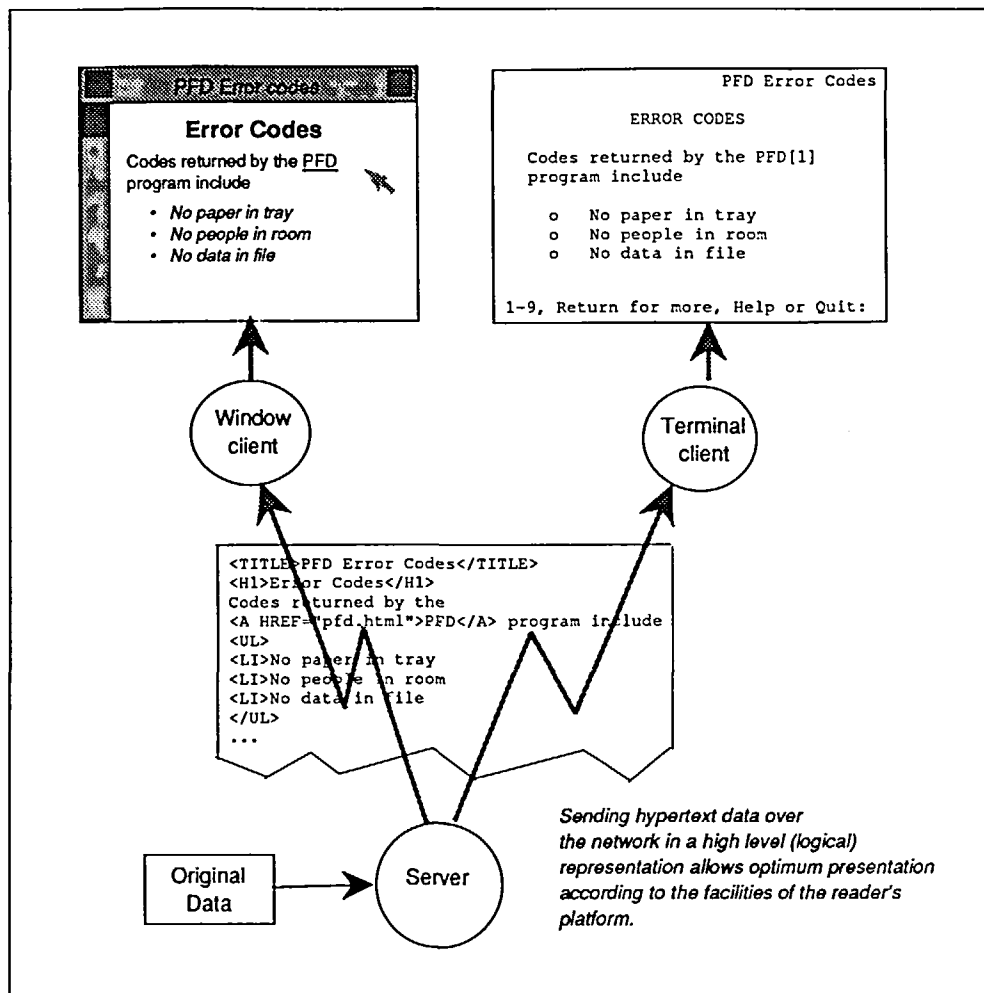 PFD Error codes
Error Codes
Codes returned by the PFD
program include
• No paper in tray
• No people in room
• No data in file
PFD Error Codes
ERROR CODES
Codes returned by the PFD[1]
program include
o No paper in tray
o No people in room
o No data in file
1-9, Return for more, Help or Quit:
Window
client
Terminal
client
<TITLE>PFD Error Codes</TITLE>
<H1>Error Codes</H1>
Codes returned by the
<A HREF="pfd.html">PFD</A> program include
<UL>
<LI>No paper in tray
<LI>No people in room
<LI>No data in file
</UL>
...
Original
Data
Server
Sending hypertext data over
the network in a high level (logical)
representation allows optimum presentation
according to the facilities of the reader's
platform.